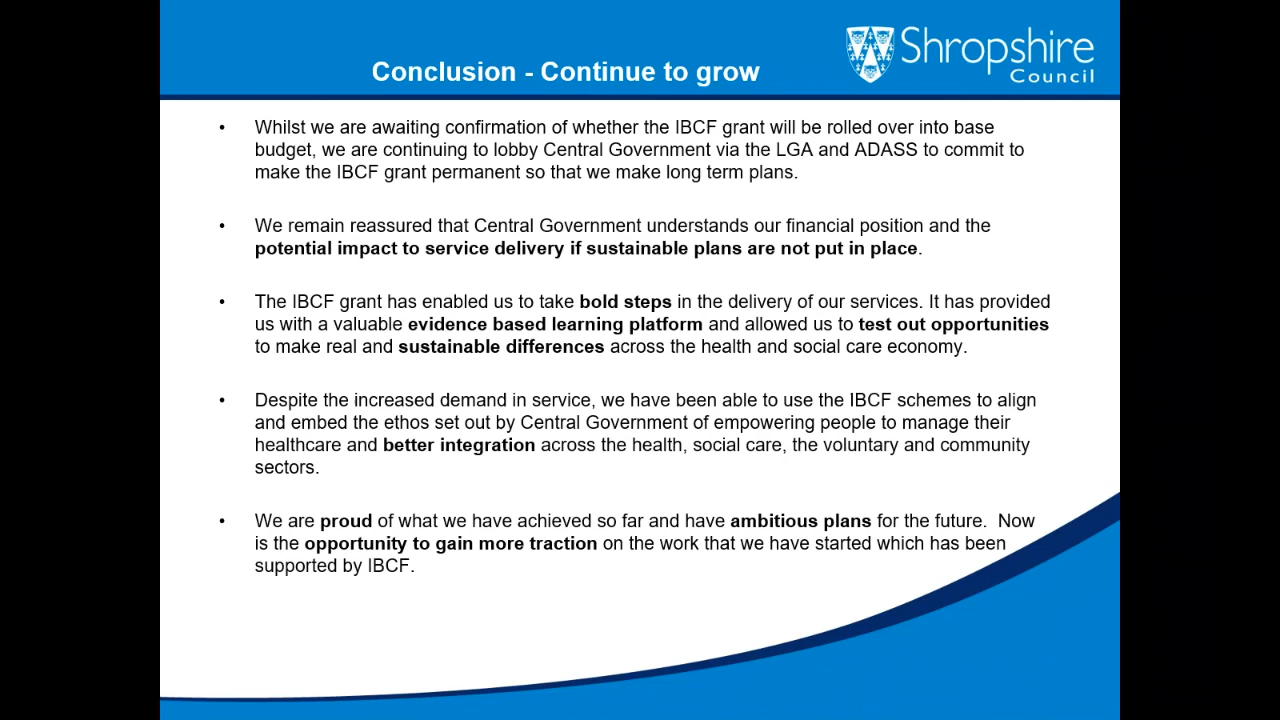 Shropshire
Council
Conclusion - Continue to grow
• Whilst we are awaiting confirmation of whether the IBCF grant will be rolled over into base
budget, we are continuing to lobby Central Government via the LGA and ADASS to commit to
make the IBCF grant permanent so that we make long term plans.
• We remain reassured that Central Government understands our financial position and the
potential impact to service delivery if sustainable plans are not put in place.
• The IBCF grant has enabled us to take bold steps in the delivery of our services. It has provided
us with a valuable evidence based learning platform and allowed us to test out opportunities
to make real and sustainable differences across the health and social care economy.
• Despite the increased demand in service, we have been able to use the IBCF schemes to align
and embed the ethos set out by Central Government of empowering people to manage their
healthcare and better integration across the health, social care, the voluntary and community
sectors.
• We are proud of what we have achieved so far and have ambitious plans for the future.  Now
is the opportunity to gain more traction on the work that we have started which has been
supported by IBCF.